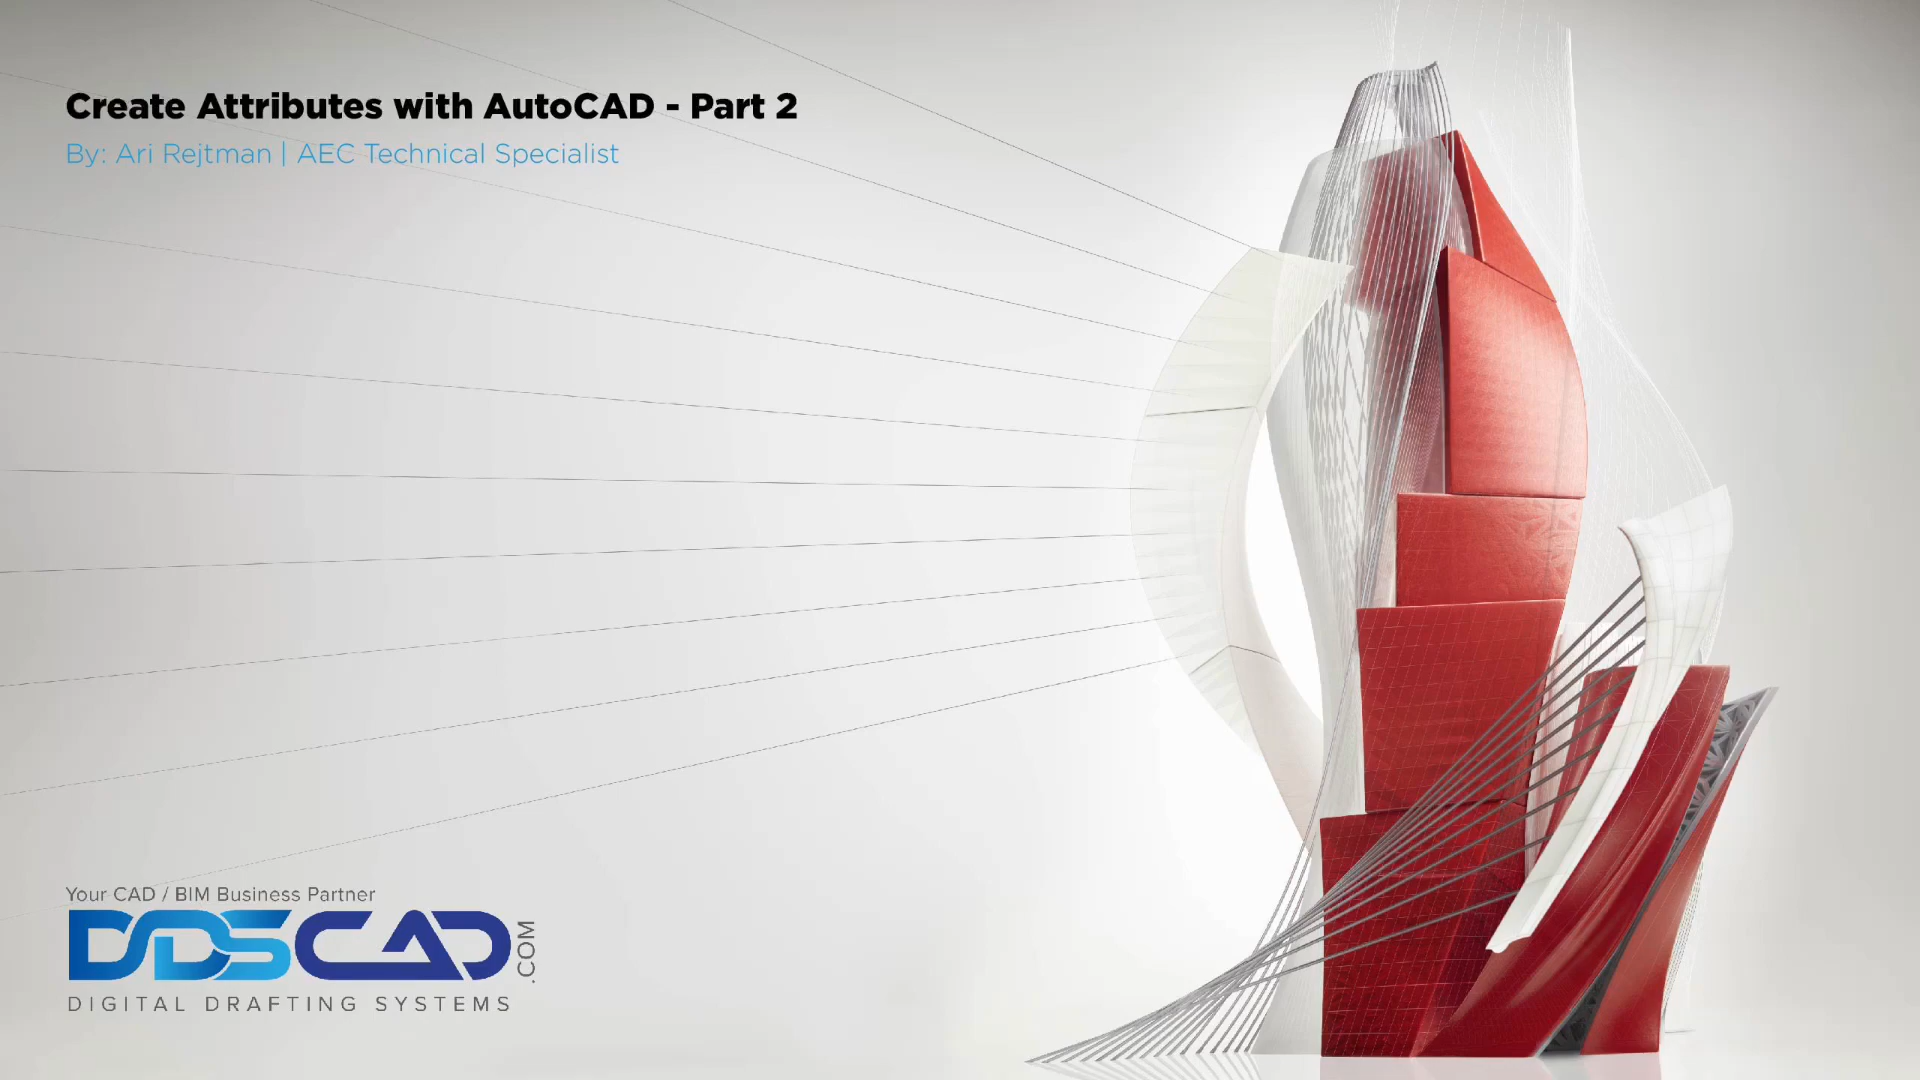 Create Attributes with AutoCAD - Part 2
By: Ari Rejtman | AEC Technical Specialist
Your CAD / BIM Business Partner
DDSCAD.COM
DIGITAL DRAFTING SYSTEMS